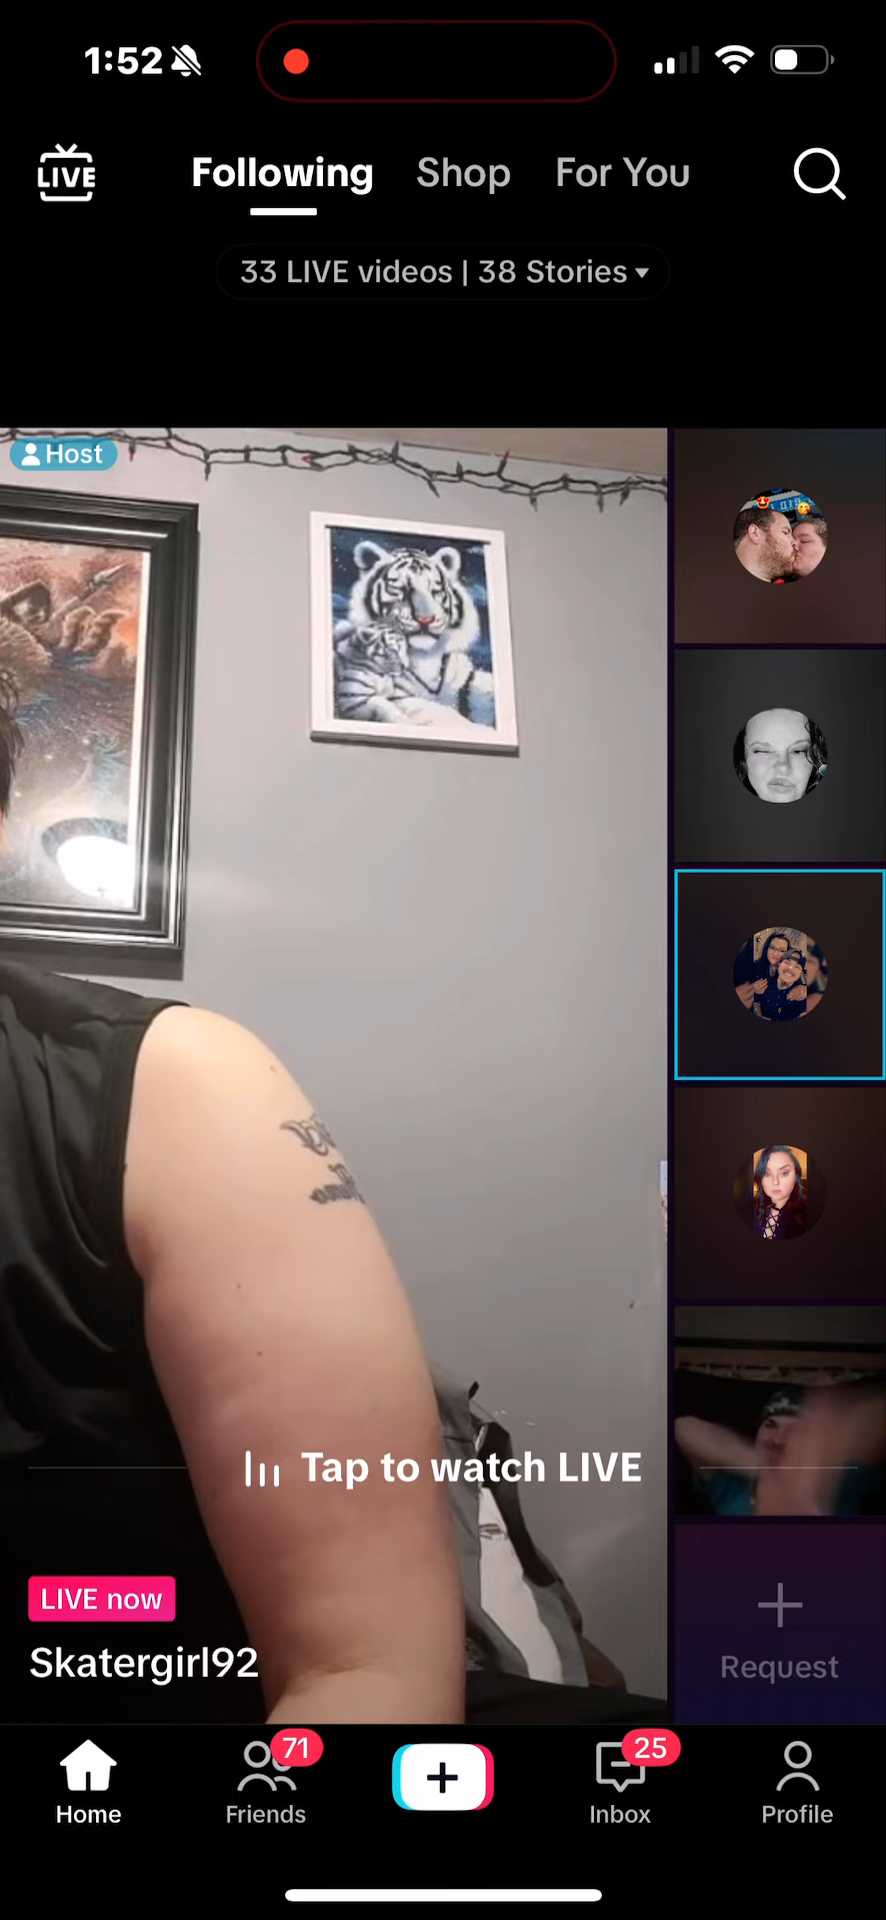 1:52
LIVE
Following
Shop
For You
33 LIVE videos | 38 Stories
Host
Tap to watch LIVE
LIVE now
Skatergirl92
Request
71
25
Home
Friends
Inbox
Profile